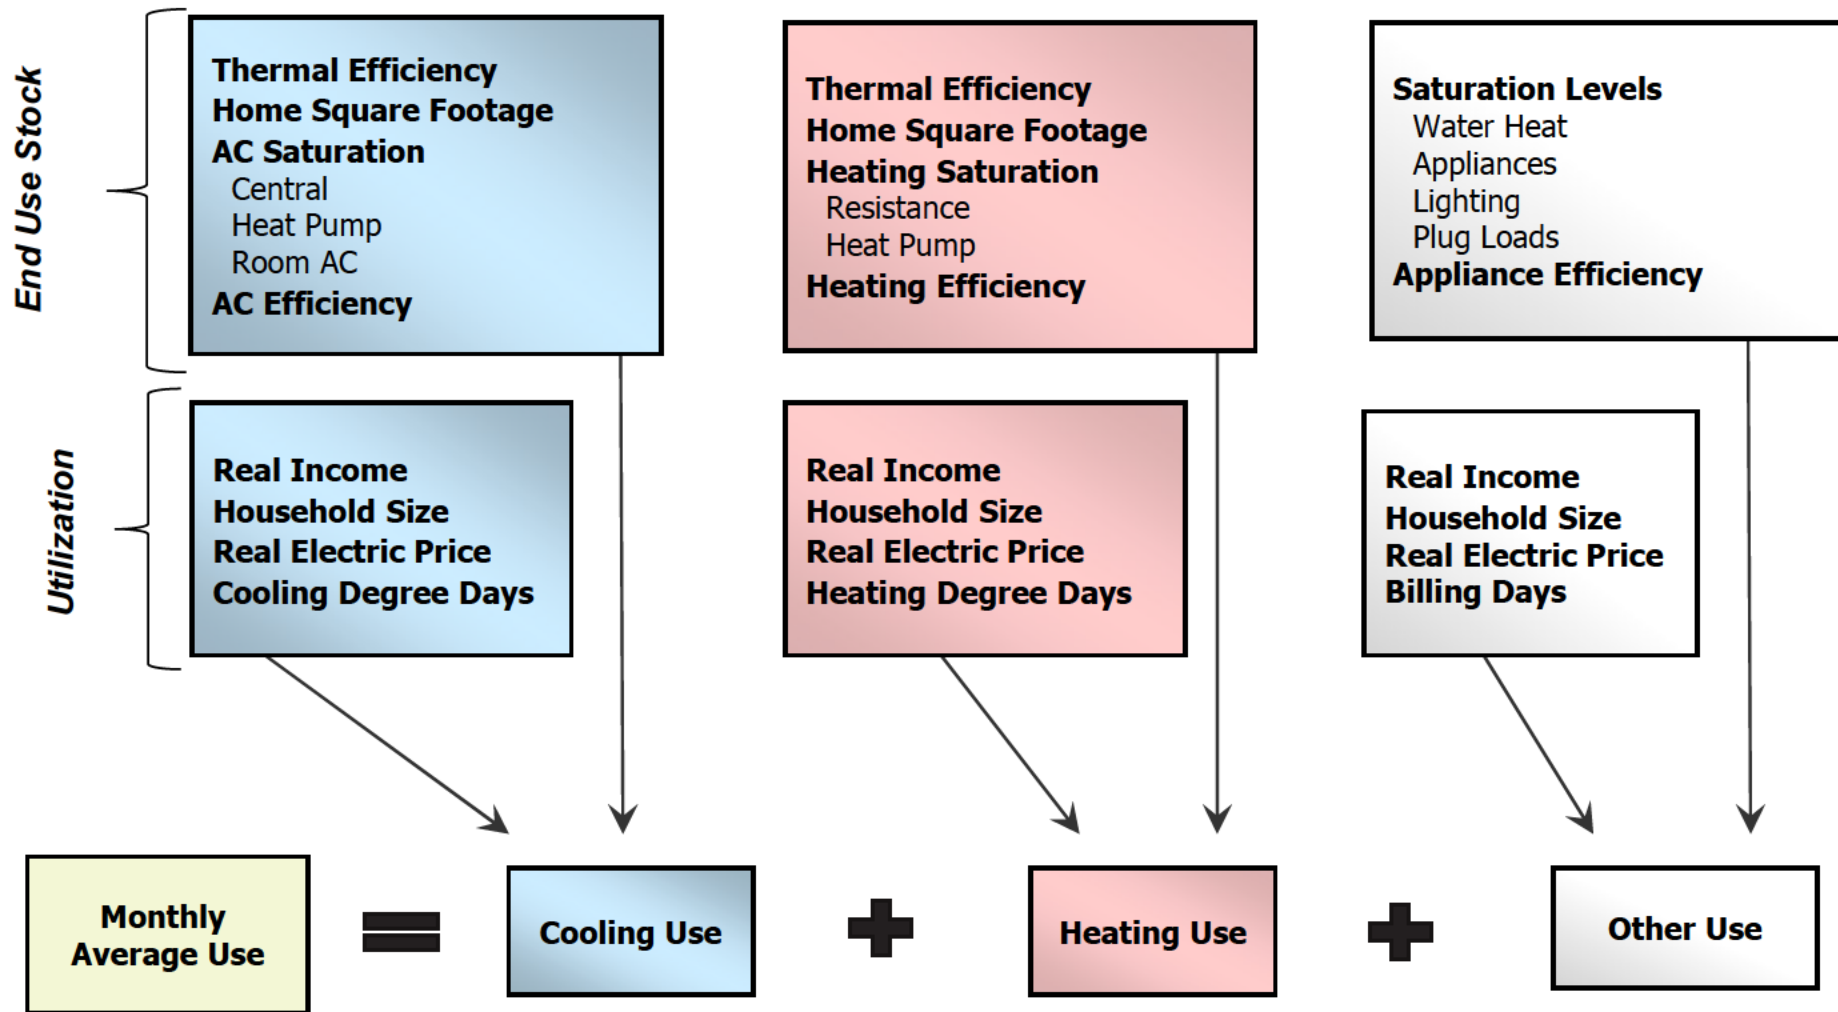 End Use Stock
Thermal Efficiency
Home Square Footage
AC Saturation
Central
Heat Pump
Room AC
AC Efficiency
Thermal Efficiency
Home Square Footage
Heating Saturation
Resistance
Heat Pump
Heating Efficiency
Saturation Levels
Water Heat
Appliances
Lighting
Plug Loads
Appliance Efficiency
Utilization
Real Income
Household Size
Real Electric Price
Cooling Degree Days
Real Income
Household Size
Real Electric Price
Heating Degree Days
Real Income
Household Size
Real Electric Price
Billing Days
Monthly
Average Use
=
Cooling Use
+
Heating Use
+
Other Use